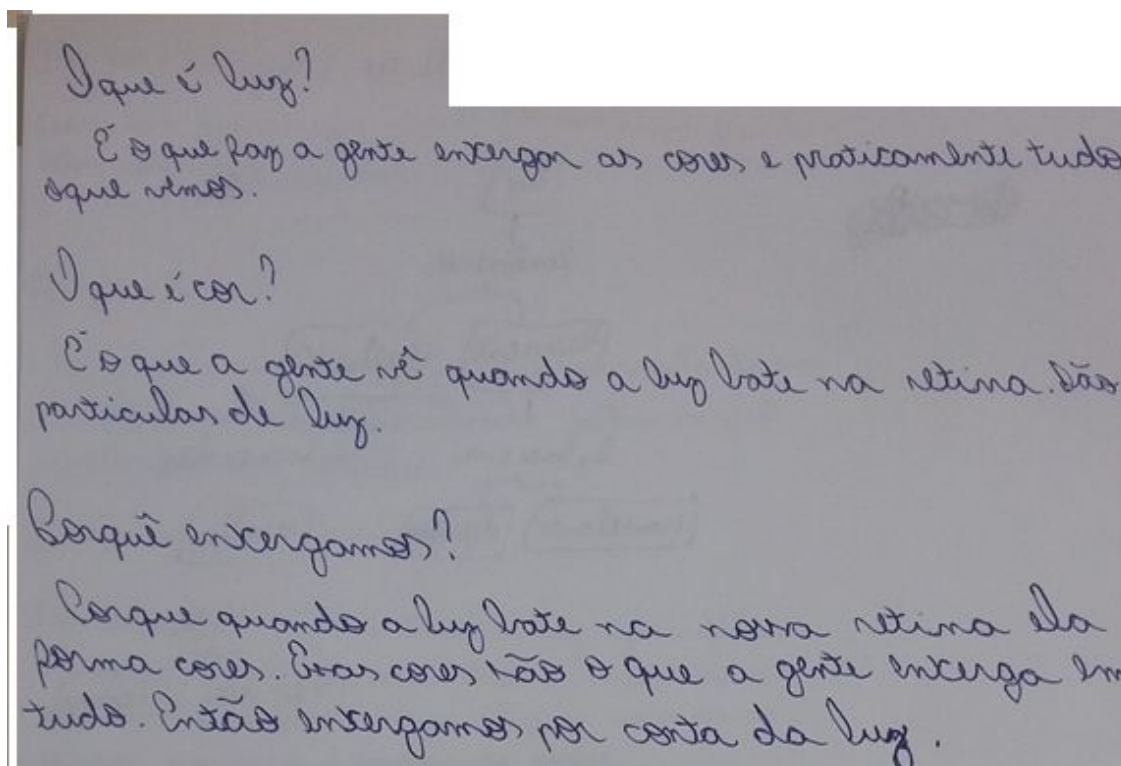 O que é luz?
É o que faz a gente enxergar as cores e praticamente tudo
oque vemos.
O que é cor?
É o que a gente vê quando a luz bate na retina. São
particulas de luz.
Porquê enxergamos?
Porque quando a luz bate na nossa retina ela
forma cores. Essas cores são o que a gente enxerga em
tudo. Então enxergamos por conta da luz.